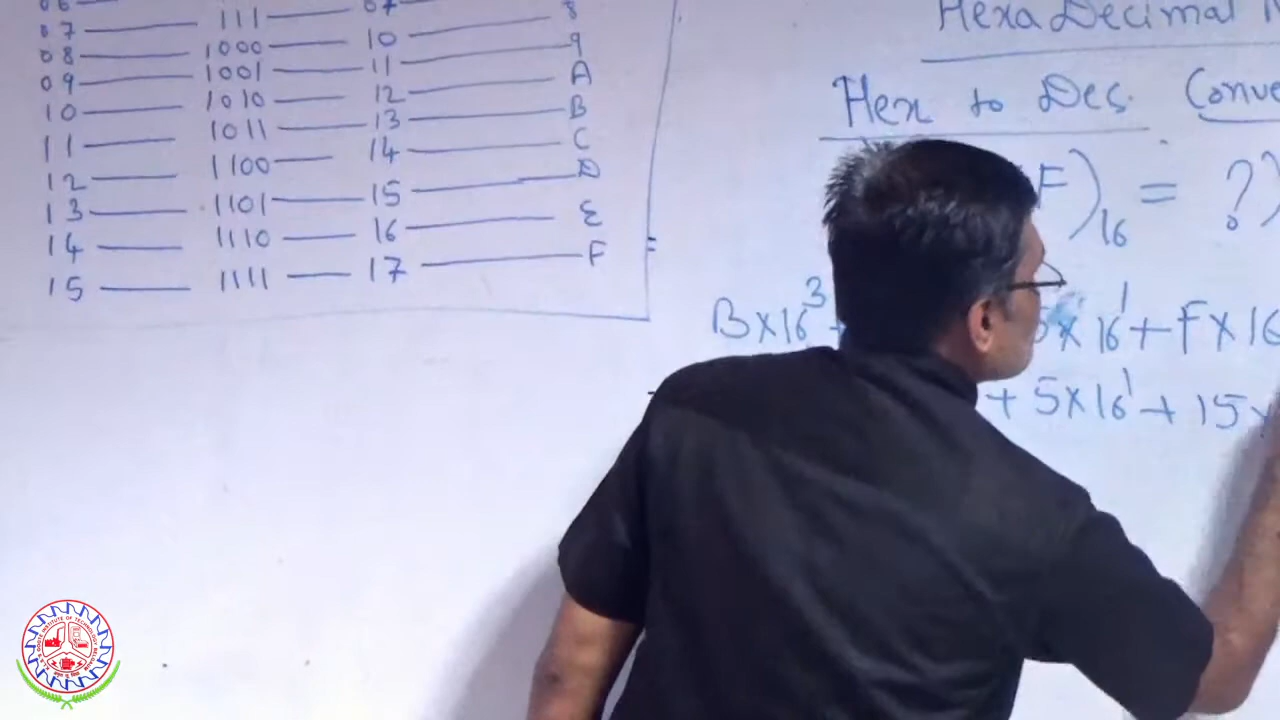 07 111 07 8
08 1000 10 9
09 1001 11 A
10 1010 12 B
11 1011 13 C
12 1100 14 D
13 1101 15 E
14 1110 16 F
15 1111 17
Hexa Decimal
Hex to Des. Conve
F)16 = ?)
B×16³ + 5×16¹ + F×16
+ 5×16¹ + 15×